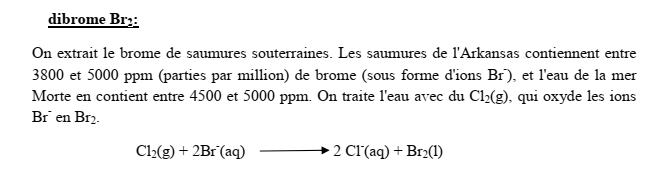 dibrome Br₂:
On extrait le brome de saumures souterraines. Les saumures de l'Arkansas contiennent entre
3800 et 5000 ppm (parties par million) de brome (sous forme d'ions Br⁻), et l'eau de la mer
Morte en contient entre 4500 et 5000 ppm. On traite l'eau avec du Cl₂(g), qui oxyde les ions
Br⁻ en Br₂.
Cl₂(g) + 2Br⁻(aq) ⟶ 2 Cl⁻(aq) + Br₂(l)